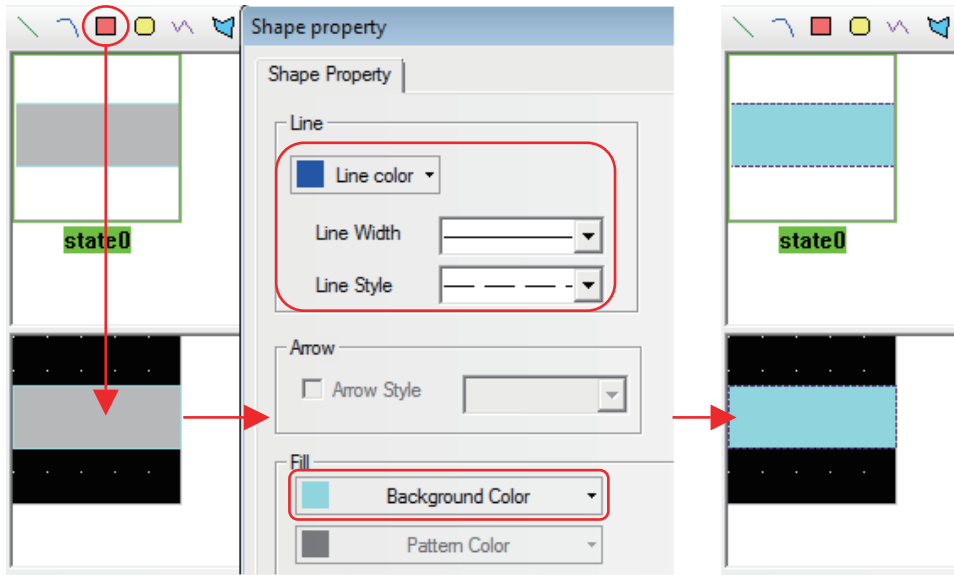 Shape property
Shape Property
Line
Line color
Line Width
Line Style
state0
Arrow
Arrow Style
Fill
Background Color
Pattern Color
state0